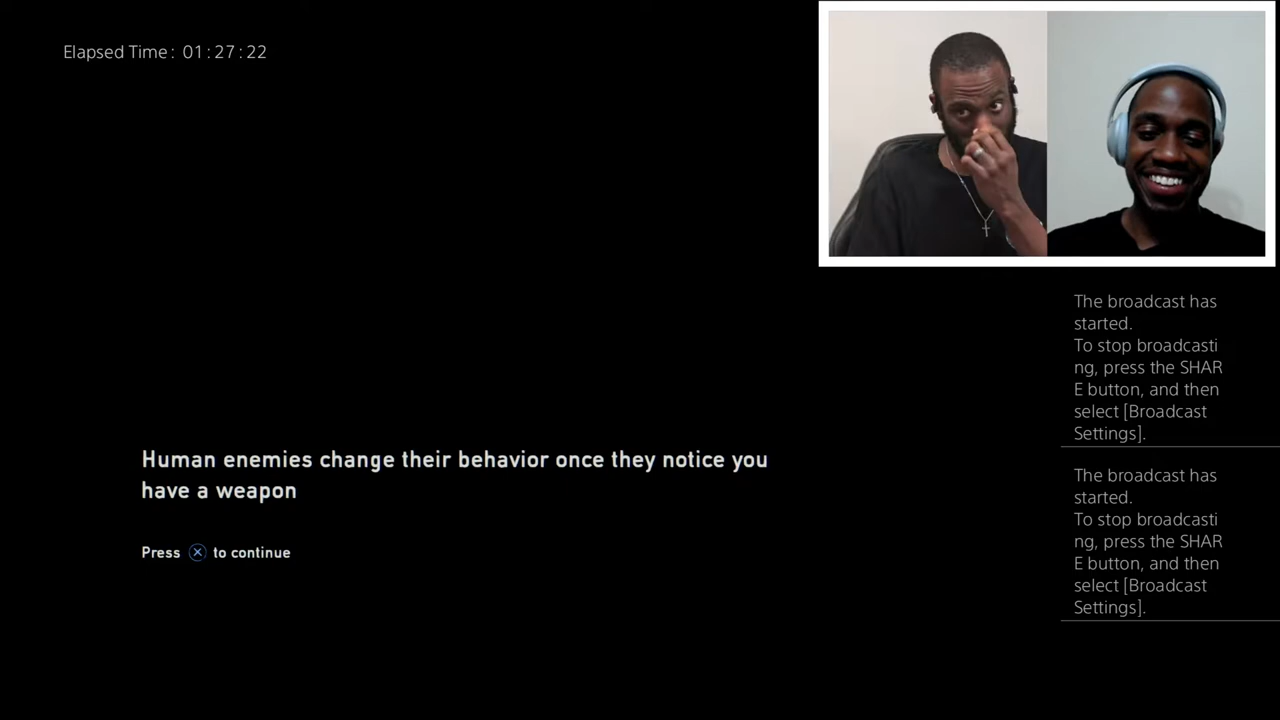 Elapsed Time: 01:27:22
The broadcast has
started.
To stop broadcasti
ng, press the SHAR
E button, and then
select [Broadcast
Settings].
The broadcast has
started.
To stop broadcasti
ng, press the SHAR
E button, and then
select [Broadcast
Settings].
Human enemies change their behavior once they notice you
have a weapon
Press ⊗ to continue